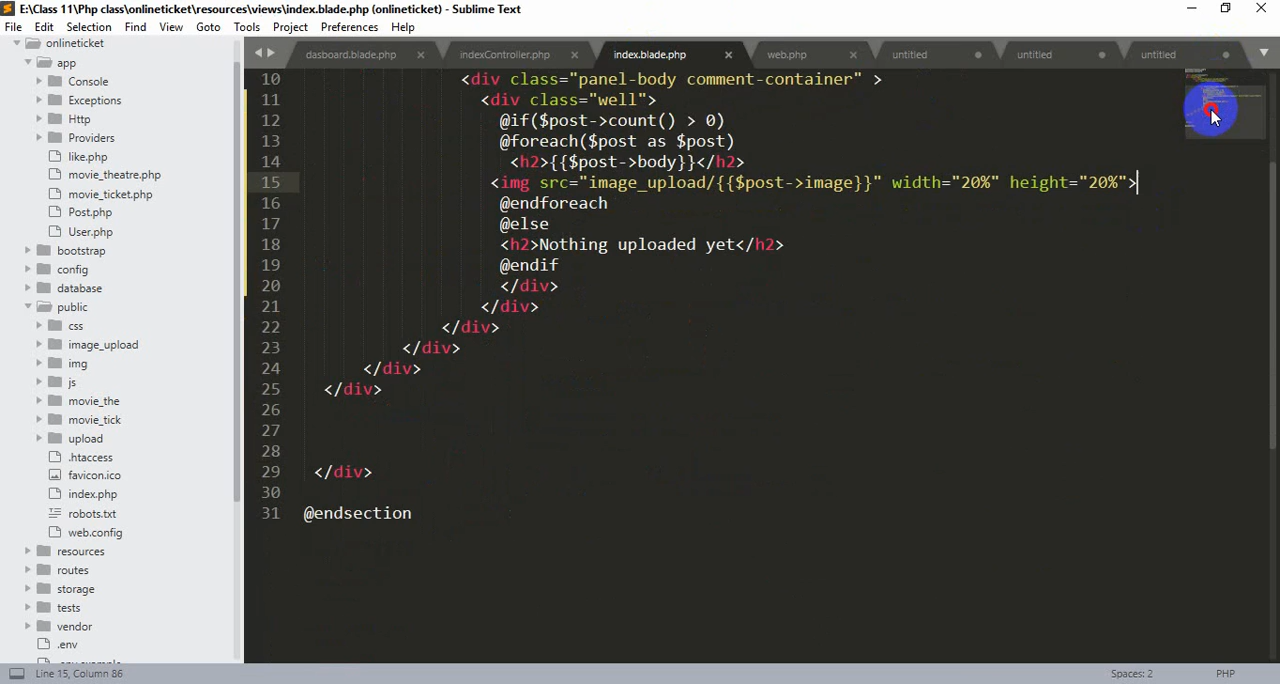 E:\Class 11\Php class\onlineticket\resources\views\index.blade.php (onlineticket) - Sublime Text
File Edit Selection Find View Goto Tools Project Preferences Help
onlineticket
app
Console
Exceptions
Http
Providers
like.php
movie_theatre.php
movie_ticket.php
Post.php
User.php
bootstrap
config
database
public
css
image_upload
img
js
movie_the
movie_tick
upload
.htaccess
favicon.ico
index.php
robots.txt
web.config
resources
routes
storage
tests
vendor
.env
dasboard.blade.php indexController.php index.blade.php web.php untitled untitled untitled
10 <div class="panel-body comment-container" >
11 <div class="well">
12 @if($post->count() > 0)
13 @foreach($post as $post)
14 <h2>{{$post->body}}</h2>
15 <img src="image_upload/{{$post->image}}" width="20%" height="20%">
16 @endforeach
17 @else
18 <h2>Nothing uploaded yet</h2>
19 @endif
20 </div>
21 </div>
22 </div>
23 </div>
24 </div>
25 </div>
26
27
28
29 </div>
30
31 @endsection
Line 15, Column 86 Spaces: 2 PHP